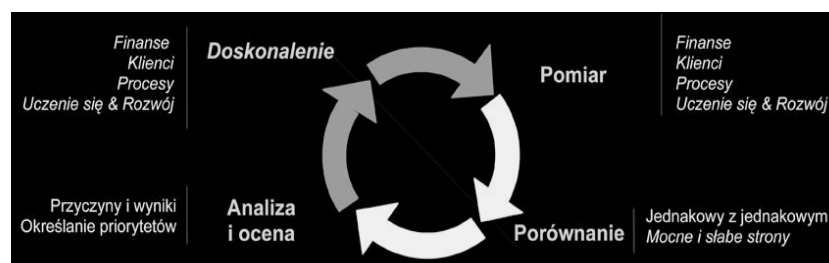 Finanse
Klienci
Procesy
Uczenie się & Rozwój
Doskonalenie
Pomiar
Finanse
Klienci
Procesy
Uczenie się & Rozwój
Przyczyny i wyniki
Określanie priorytetów
Analiza
i ocena
Porównanie
Jednakowy z jednakowym
Mocne i słabe strony